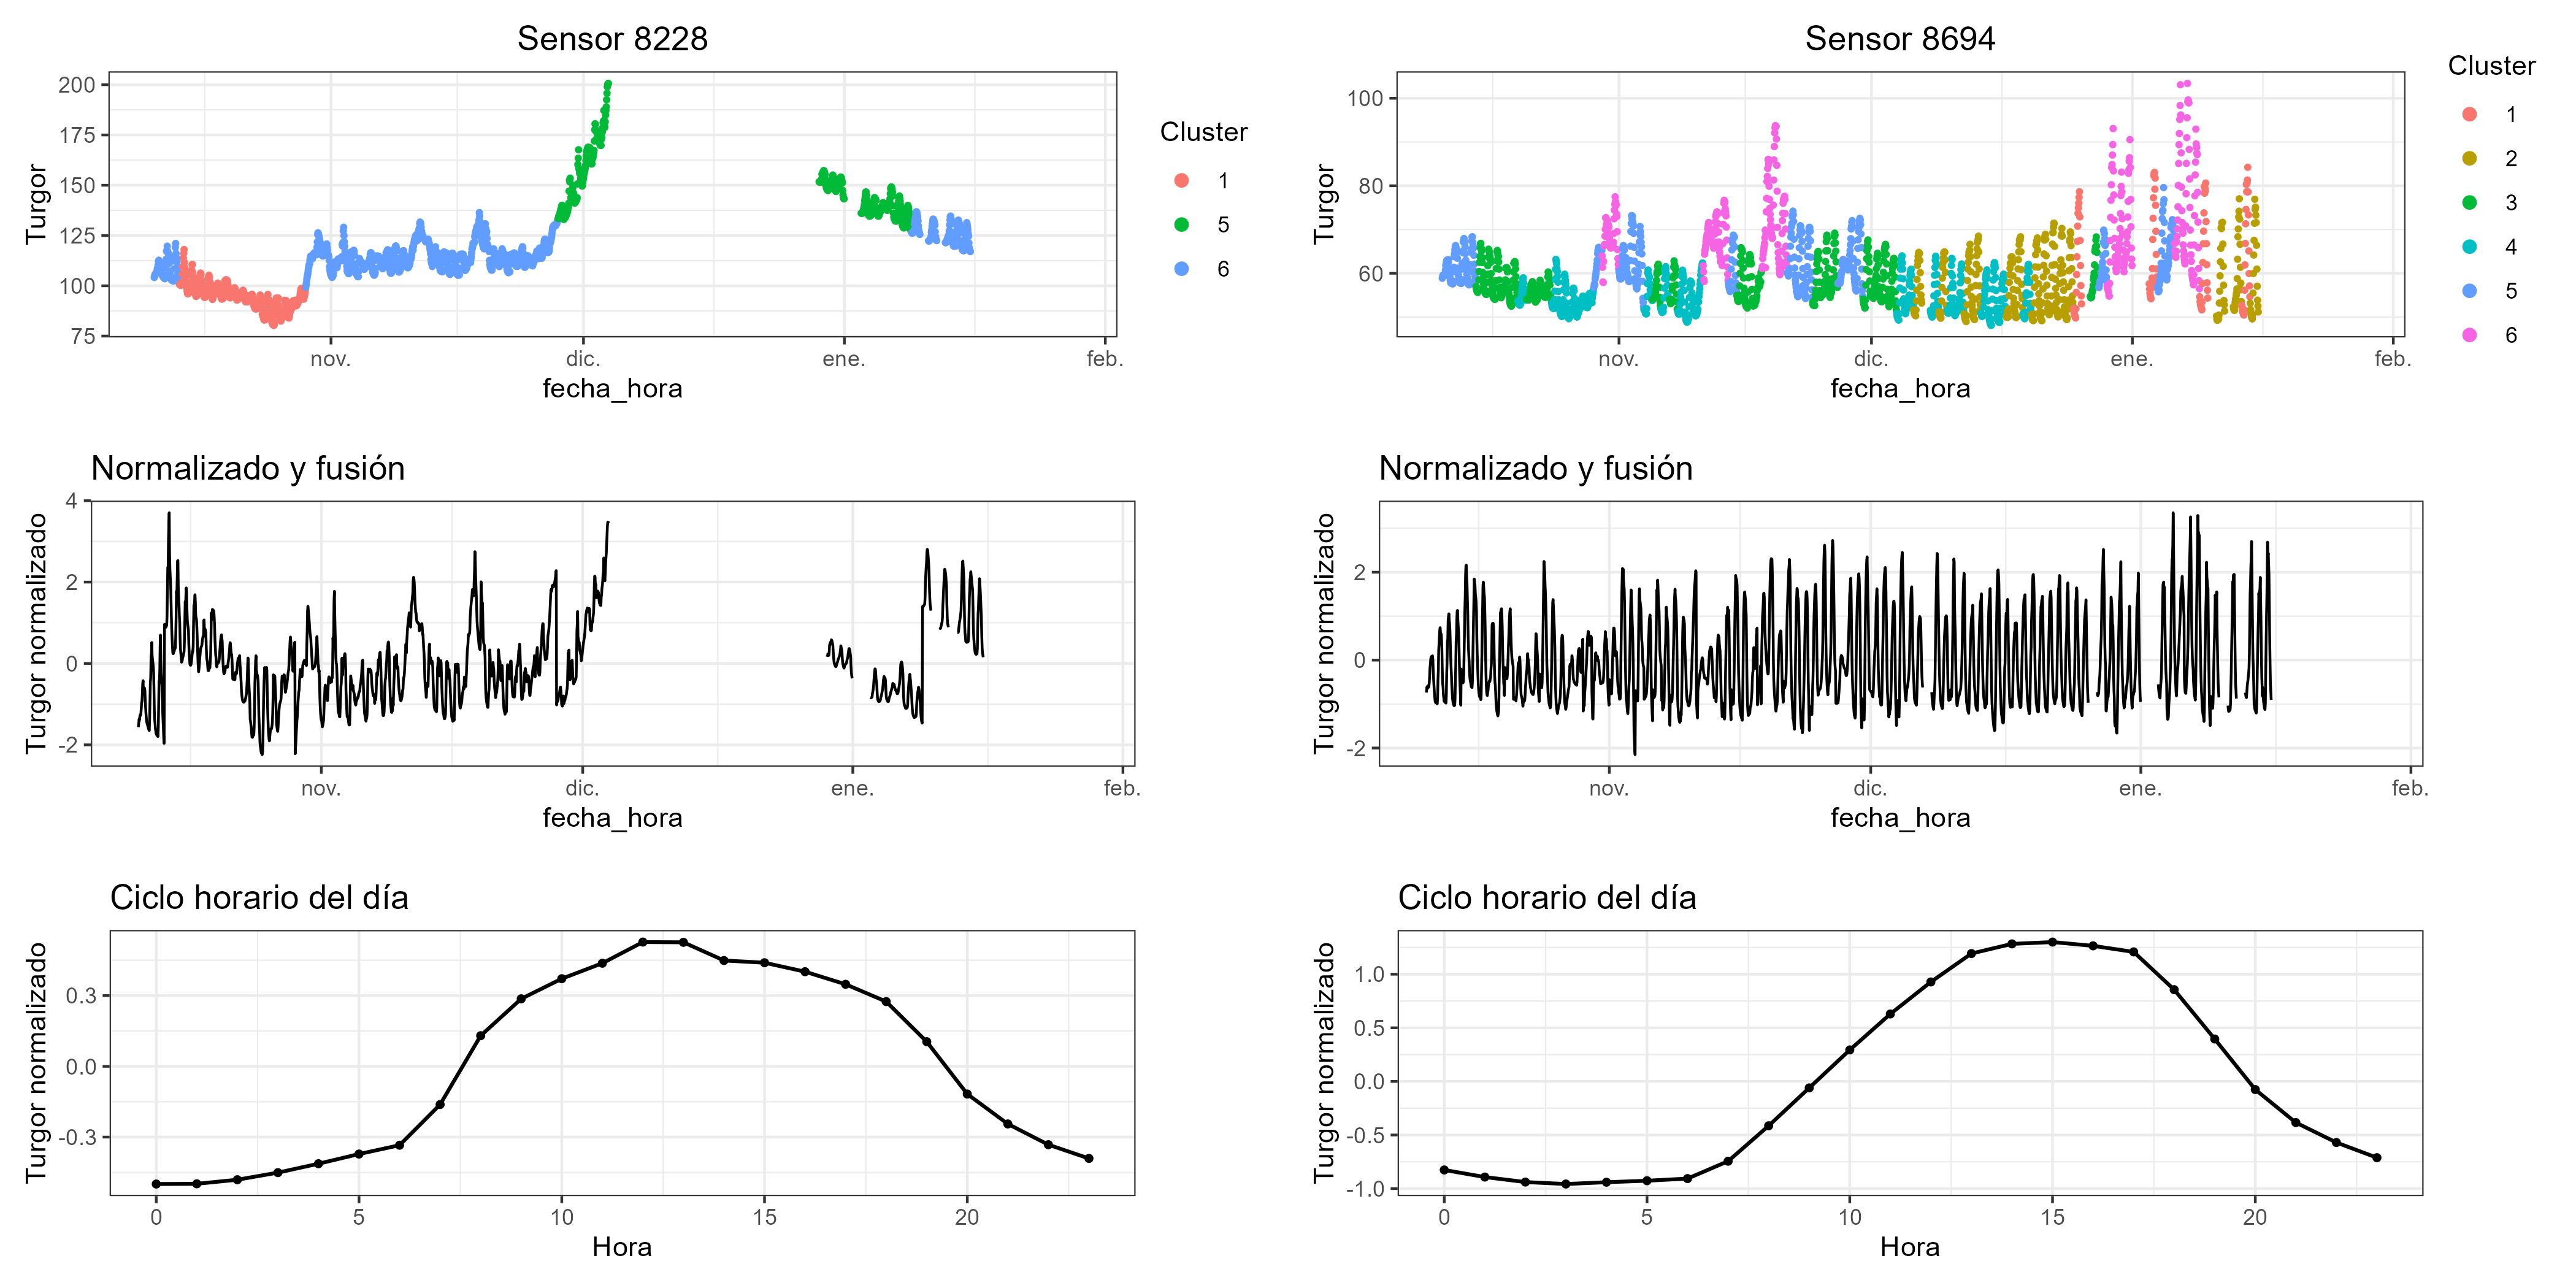 Sensor 8228
Turgor
200
175
150
125
100
75
nov.
dic.
ene.
feb.
fecha_hora
Cluster
1
5
6
Sensor 8694
Turgor
100
80
60
nov.
dic.
ene.
feb.
fecha_hora
Cluster
1
2
3
4
5
6
Normalizado y fusión
Turgor normalizado
4
2
0
-2
nov.
dic.
ene.
feb.
fecha_hora
Normalizado y fusión
Turgor normalizado
2
0
-2
nov.
dic.
ene.
feb.
fecha_hora
Ciclo horario del día
Turgor normalizado
0.3
0.0
-0.3
0
5
10
15
20
Hora
Ciclo horario del día
Turgor normalizado
1.0
0.5
0.0
-0.5
-1.0
0
5
10
15
20
Hora